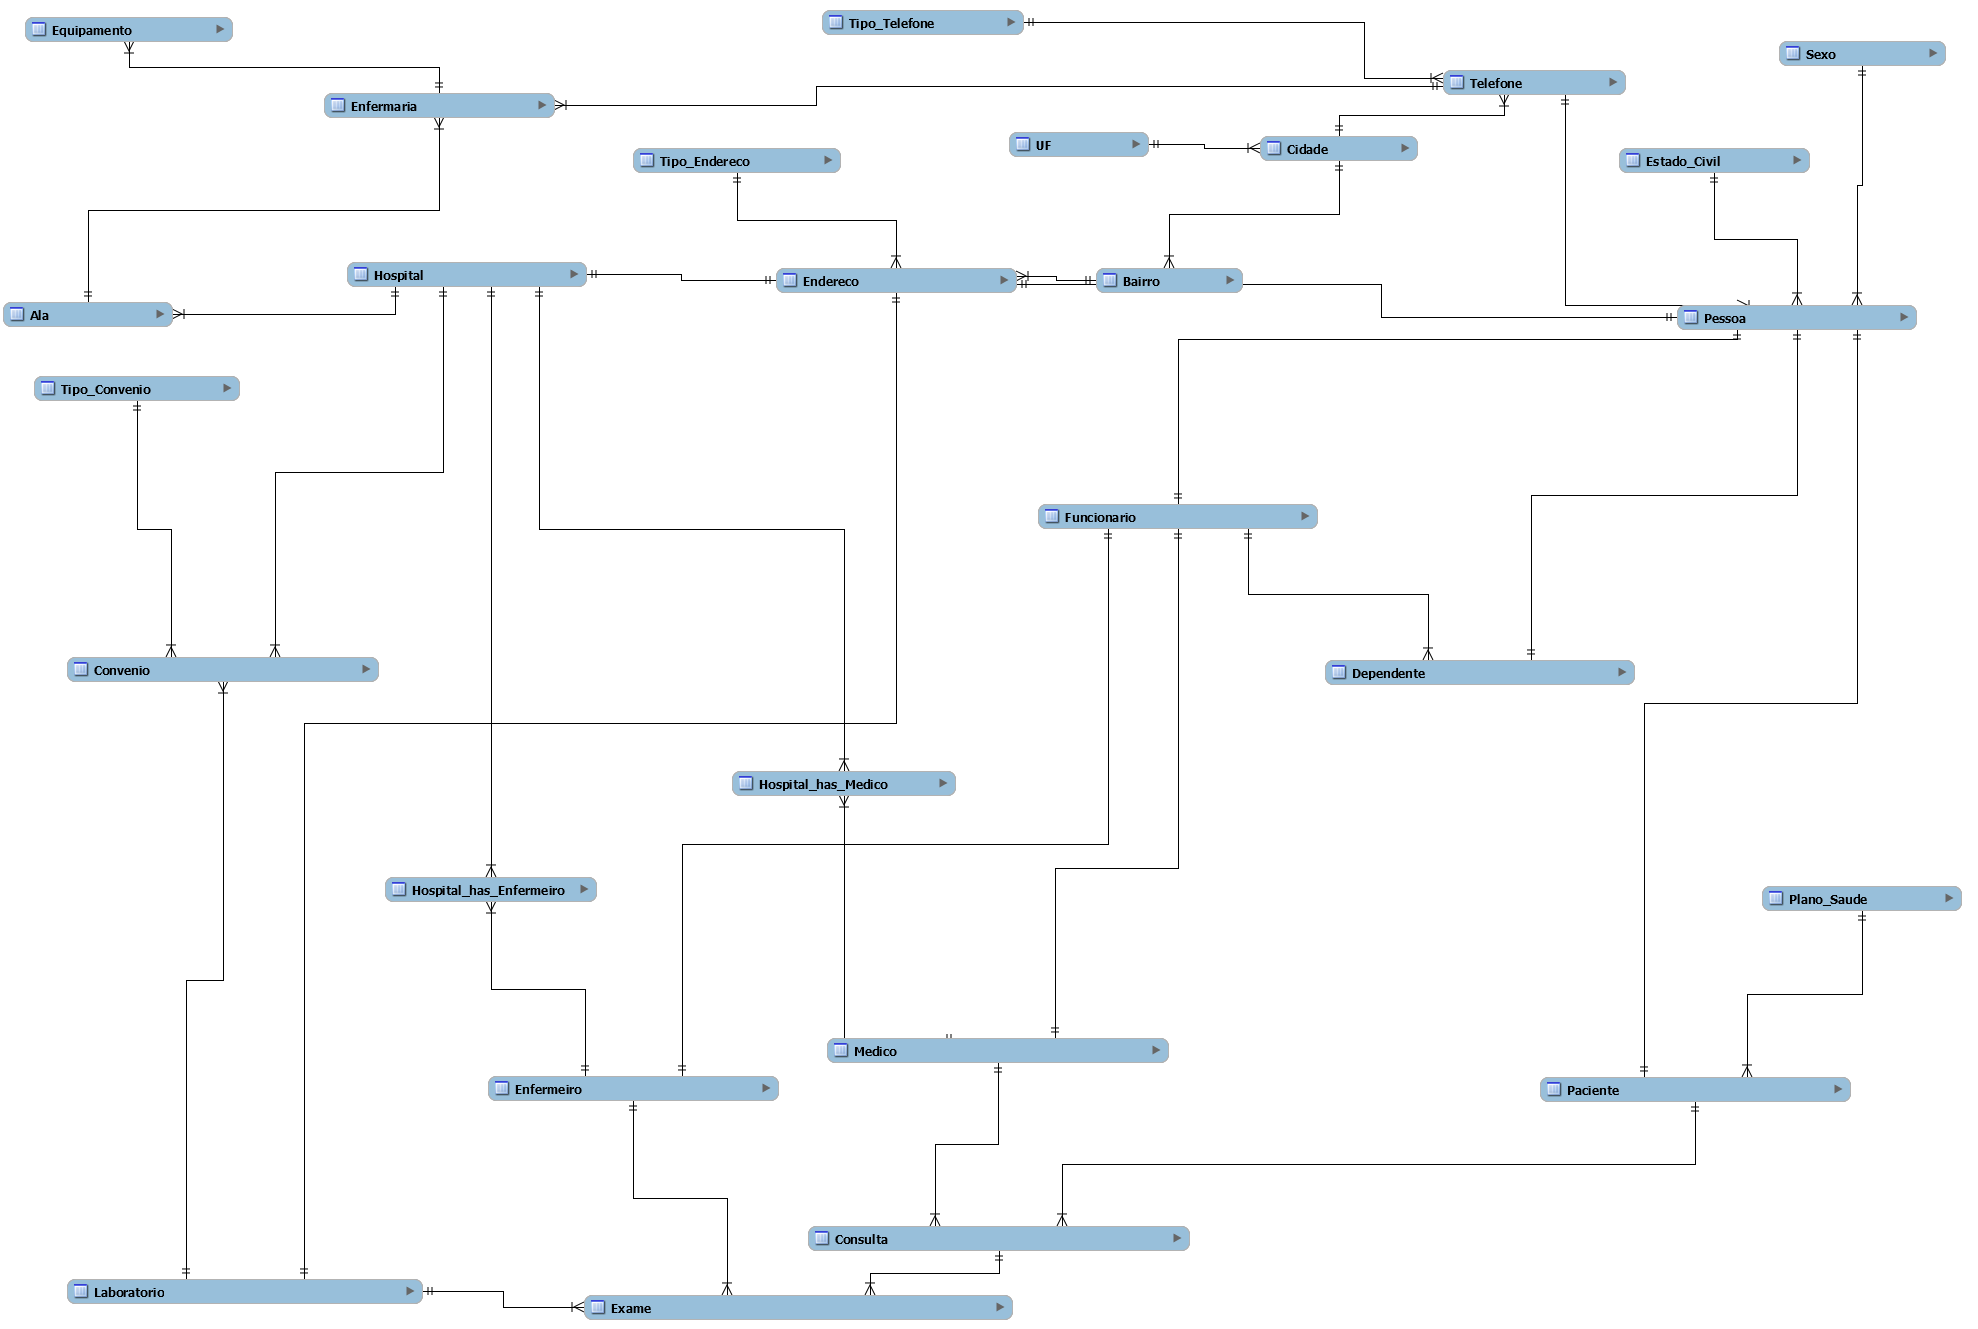 Tipo_Telefone
Equipamento
Sexo
Telefone
Enfermaria
UF
Cidade
Tipo_Endereco
Estado_Civil
Hospital
Endereco
Bairro
Ala
Pessoa
Tipo_Convenio
Funcionario
Convenio
Dependente
Hospital_has_Medico
Hospital_has_Enfermeiro
Plano_Saude
Medico
Enfermeiro
Paciente
Consulta
Laboratorio
Exame